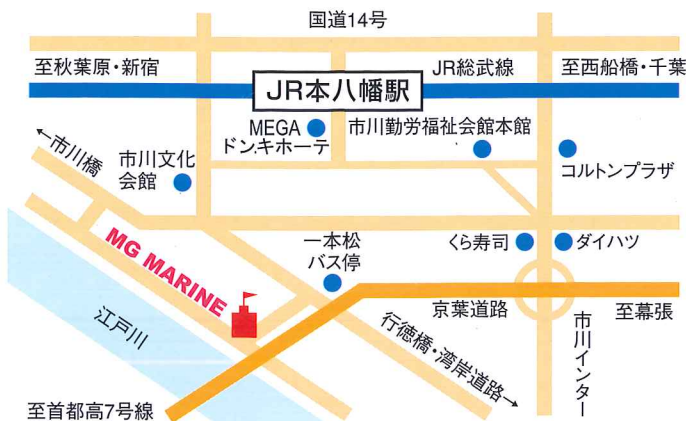 国道14号
至秋葉原・新宿
JR総武線
至西船橋・千葉
JR本八幡駅
MEGA
ドン.キホーテ
市川勤労福祉会館本館
←市川橋
市川文化
会館
コルトンプラザ
MG MARINE
一本松
バス停
くら寿司
ダイハツ
江戸川
京葉道路
至幕張
行徳橋・湾岸道路→
市川インター
至首都高7号線